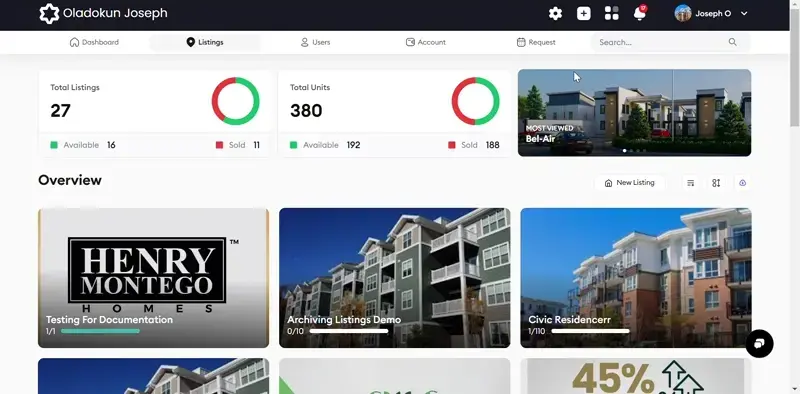 Oladokun Joseph
17
Joseph O
Dashboard
Listings
Users
Account
Request
Search...
Total Listings
27
Available 16
Sold 11
Total Units
380
Available 192
Sold 188
MOST VIEWED
Bel-Air
Overview
New Listing
HENRY
MONTEGO
HOMES
TM
Testing For Documentation
1/1
Archiving Listings Demo
0/10
Civic Residencerr
1/110
45%